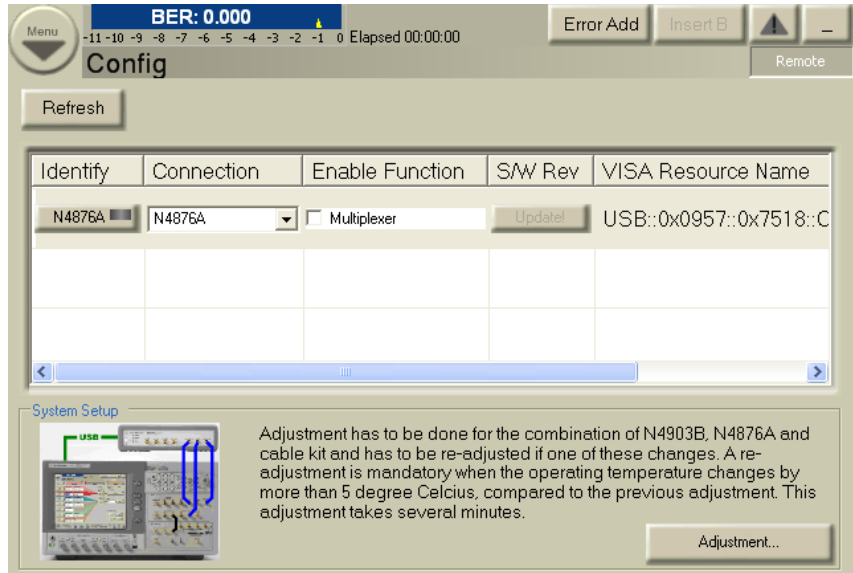 Menu
BER: 0.000
-11 -10 -9 -8 -7 -6 -5 -4 -3 -2 -1 0 Elapsed 00:00:00
Error Add
Insert B
Config
Remote
Refresh
Identify Connection Enable Function S/W Rev VISA Resource Name
N4876A N4876A Multiplexer Update! USB::0x0957::0x7518::C
System Setup
USB
Adjustment has to be done for the combination of N4903B, N4876A and
cable kit and has to be re-adjusted if one of these changes. A re-
adjustment is mandatory when the operating temperature changes by
more than 5 degree Celcius, compared to the previous adjustment. This
adjustment takes several minutes.
Adjustment...